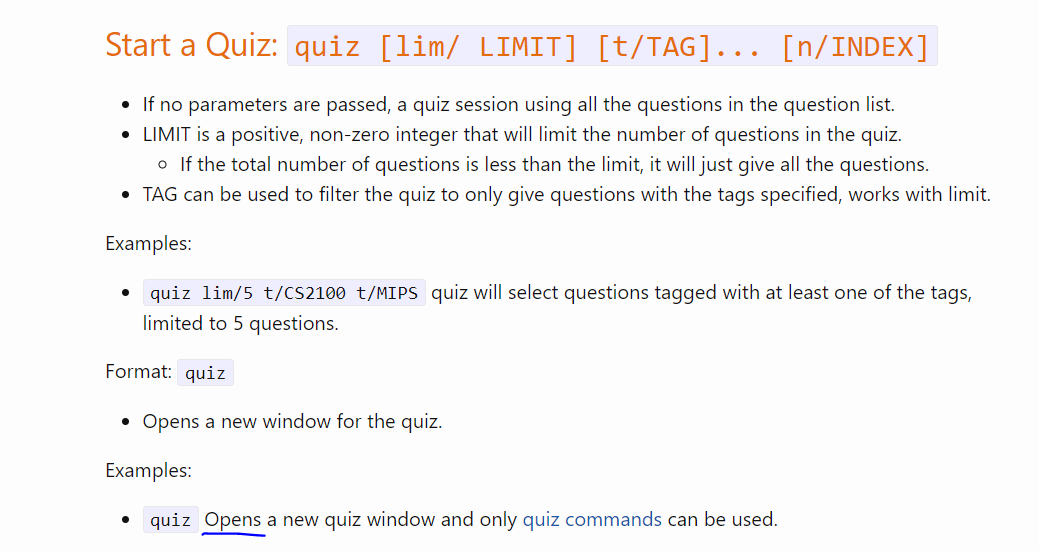 Start a Quiz: quiz [lim/ LIMIT] [t/TAG]... [n/INDEX]
If no parameters are passed, a quiz session using all the questions in the question list.
LIMIT is a positive, non-zero integer that will limit the number of questions in the quiz.
If the total number of questions is less than the limit, it will just give all the questions.
TAG can be used to filter the quiz to only give questions with the tags specified, works with limit.
Examples:
quiz lim/5 t/CS2100 t/MIPS quiz will select questions tagged with at least one of the tags,
limited to 5 questions.
Format: quiz
Opens a new window for the quiz.
Examples:
quiz Opens a new quiz window and only quiz commands can be used.